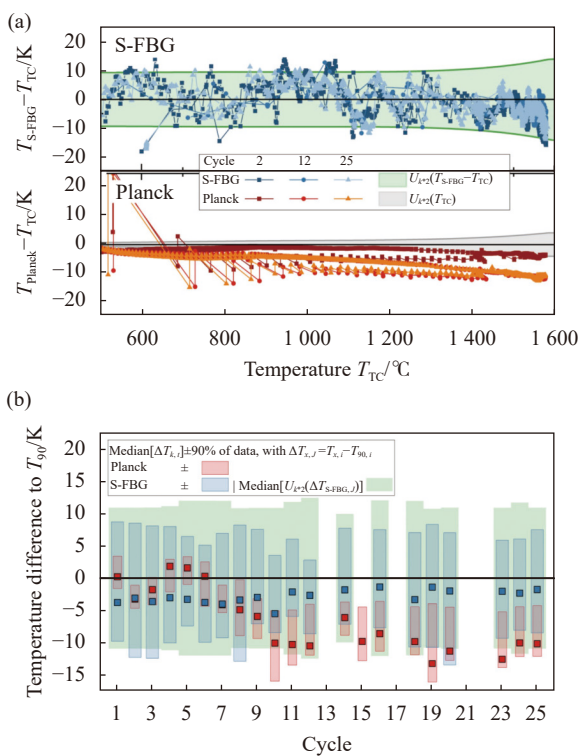 (a)
20
10
0
−10
−20
T_S-FBG−T_TC/K
S-FBG
Cycle 2 12 25
S-FBG
U_k*2(T_S-FBG−T_TC)
Planck
U_k*2(T_TC)
Planck
20
10
0
−10
−20
T_Planck−T_TC/K
600 800 1 000 1 200 1 400 1 600
Temperature T_TC/℃
(b)
20
15
10
5
0
−5
−10
−15
Temperature difference to T_90/K
Median[ΔT_k,i]±90% of data, with ΔT_x,J=T_x,i−T_90,i
Planck ±
S-FBG ± | Median[U_k*2(ΔT_S-FBG,J)]
1 3 5 7 9 11 13 15 17 19 21 23 25
Cycle